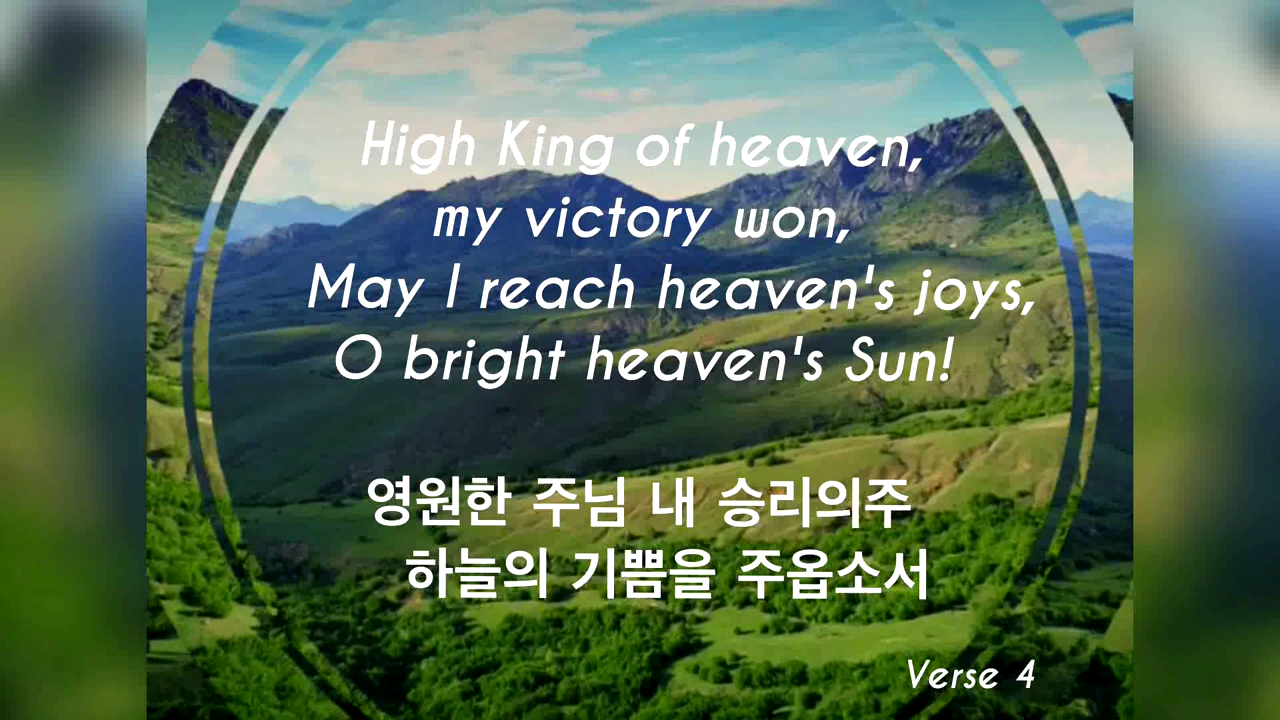 High King of heaven,
my victory won,
May I reach heaven's joys,
O bright heaven's Sun!
영원한 주님 내 승리의주
하늘의 기쁨을 주옵소서
Verse 4